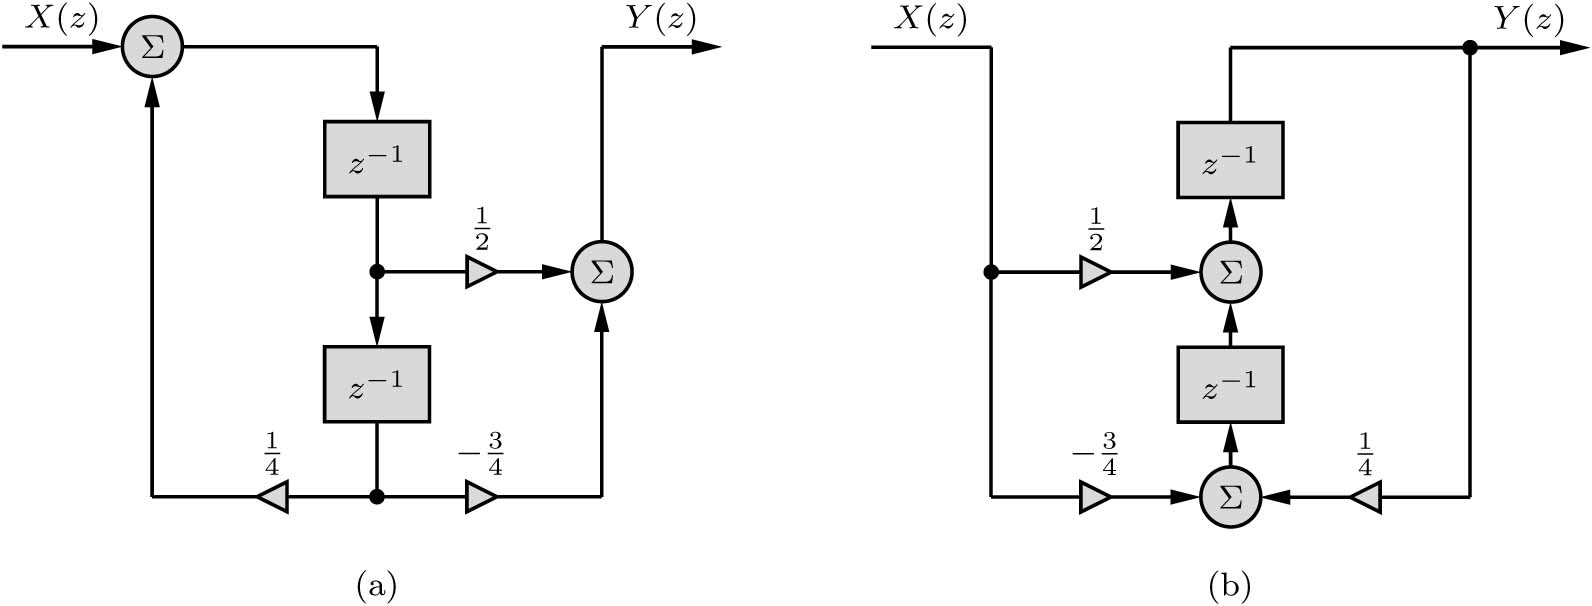 X(z) Y(z) X(z) Y(z)
Σ
z⁻¹ z⁻¹
1/2 1/2
Σ Σ
z⁻¹ z⁻¹
1/4 −3/4 −3/4 1/4
Σ
(a) (b)